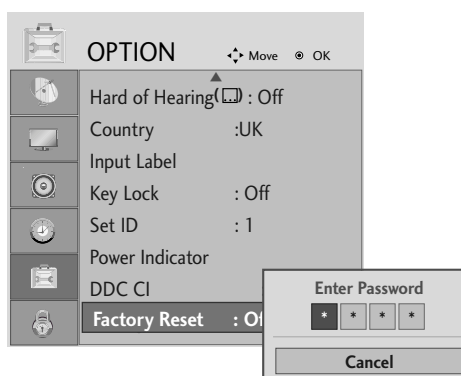 OPTION Move OK
Hard of Hearing( ) : Off
Country :UK
Input Label
Key Lock : Off
Set ID : 1
Power Indicator
DDC CI
Factory Reset :
Enter Password
* * * *
Cancel